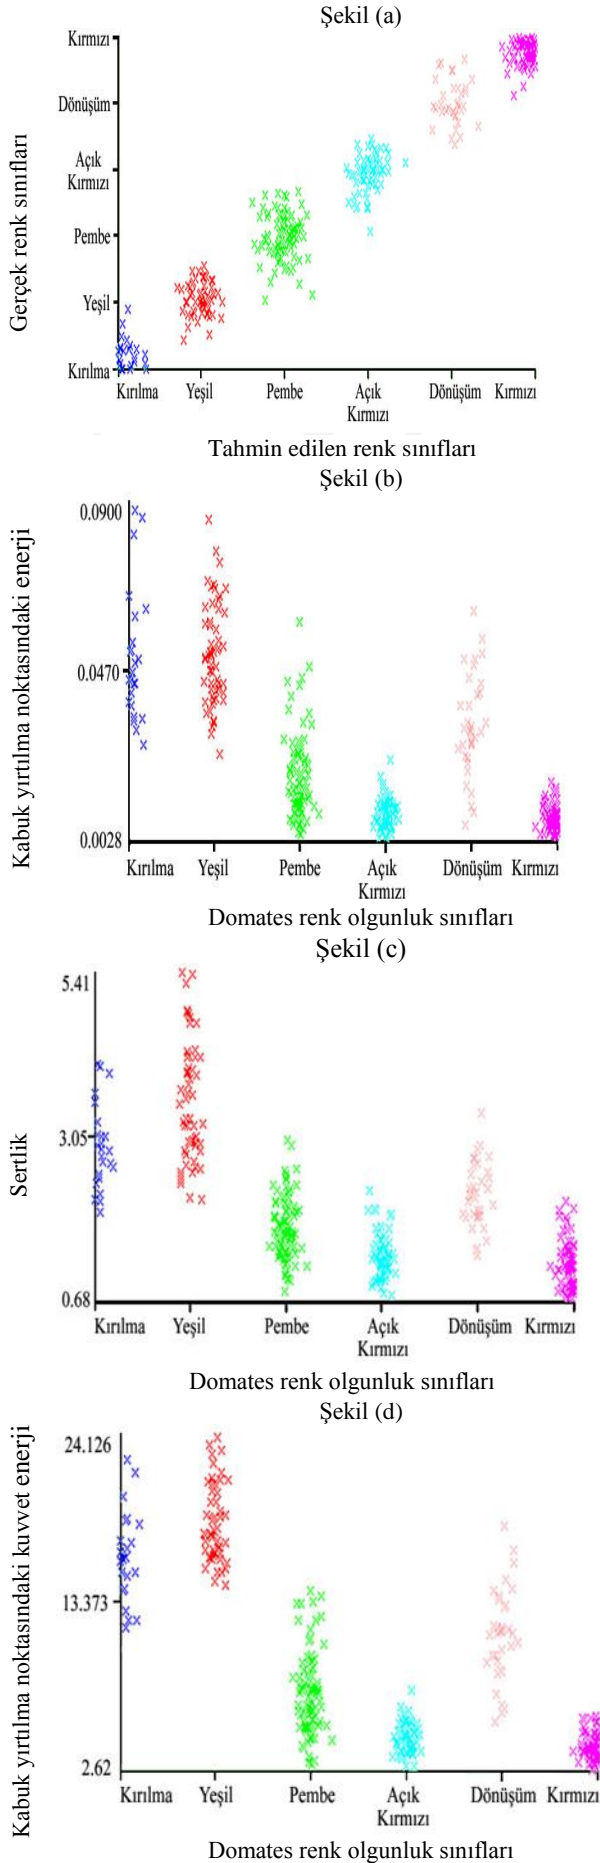 Şekil (a)
Gerçek renk sınıfları
Kırmızı
Dönüşüm
Açık
Kırmızı
Pembe
Yeşil
Kırılma
Kırılma Yeşil Pembe Açık Dönüşüm Kırmızı
Kırmızı
Tahmin edilen renk sınıfları
Şekil (b)
Kabuk yırtılma noktasındaki enerji
0.0900
0.0470
0.0028
Kırılma Yeşil Pembe Açık Dönüşüm Kırmızı
Kırmızı
Domates renk olgunluk sınıfları
Şekil (c)
Sertlik
5.41
3.05
0.68
Kırılma Yeşil Pembe Açık Dönüşüm Kırmızı
Kırmızı
Domates renk olgunluk sınıfları
Şekil (d)
Kabuk yırtılma noktasındaki kuvvet enerji
24.126
13.373
2.62
Kırılma Yeşil Pembe Açık Dönüşüm Kırmızı
Kırmızı
Domates renk olgunluk sınıfları